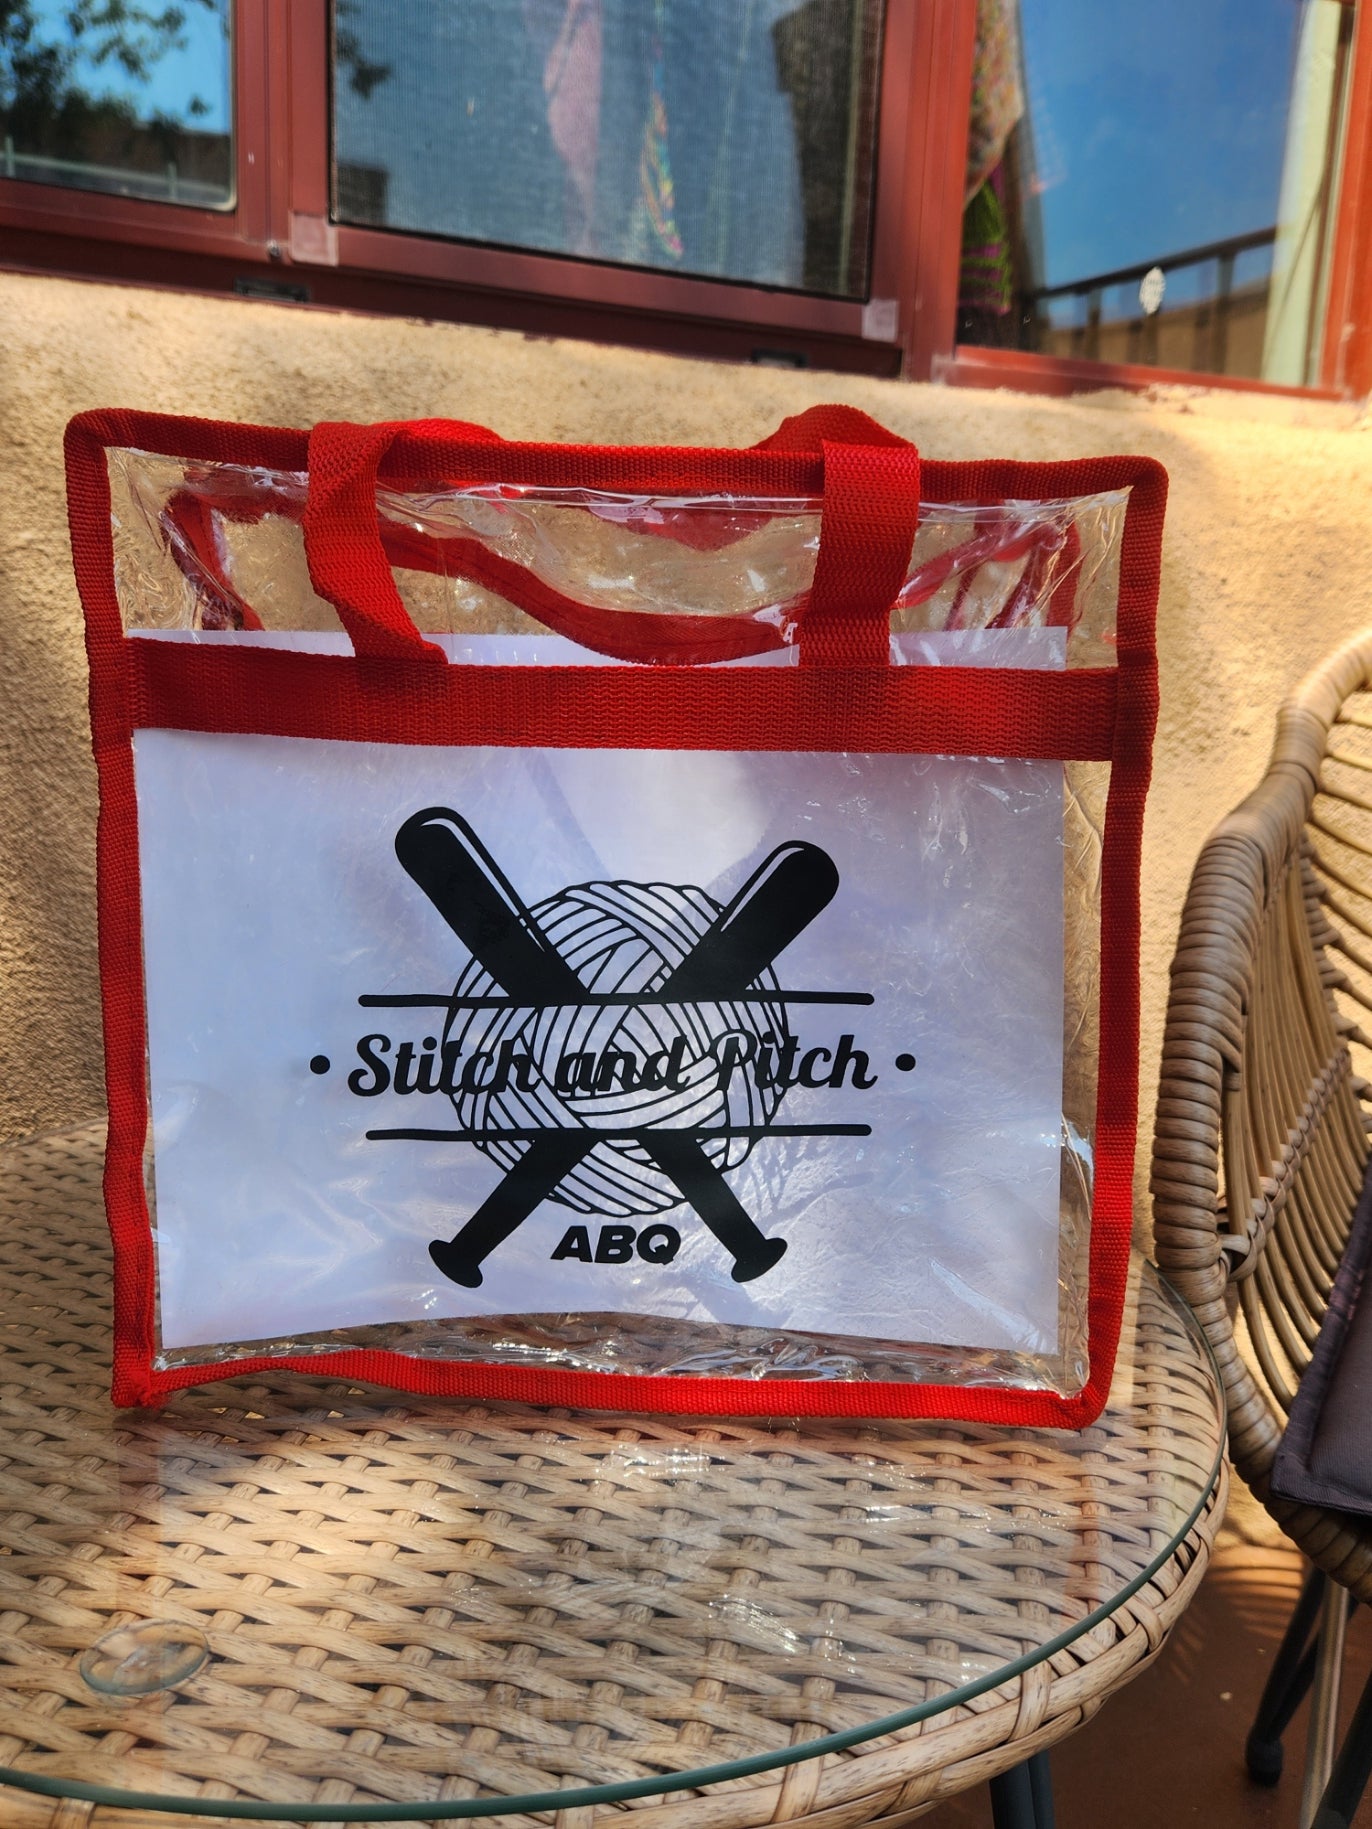 • Stitch and Pitch •
ABQ